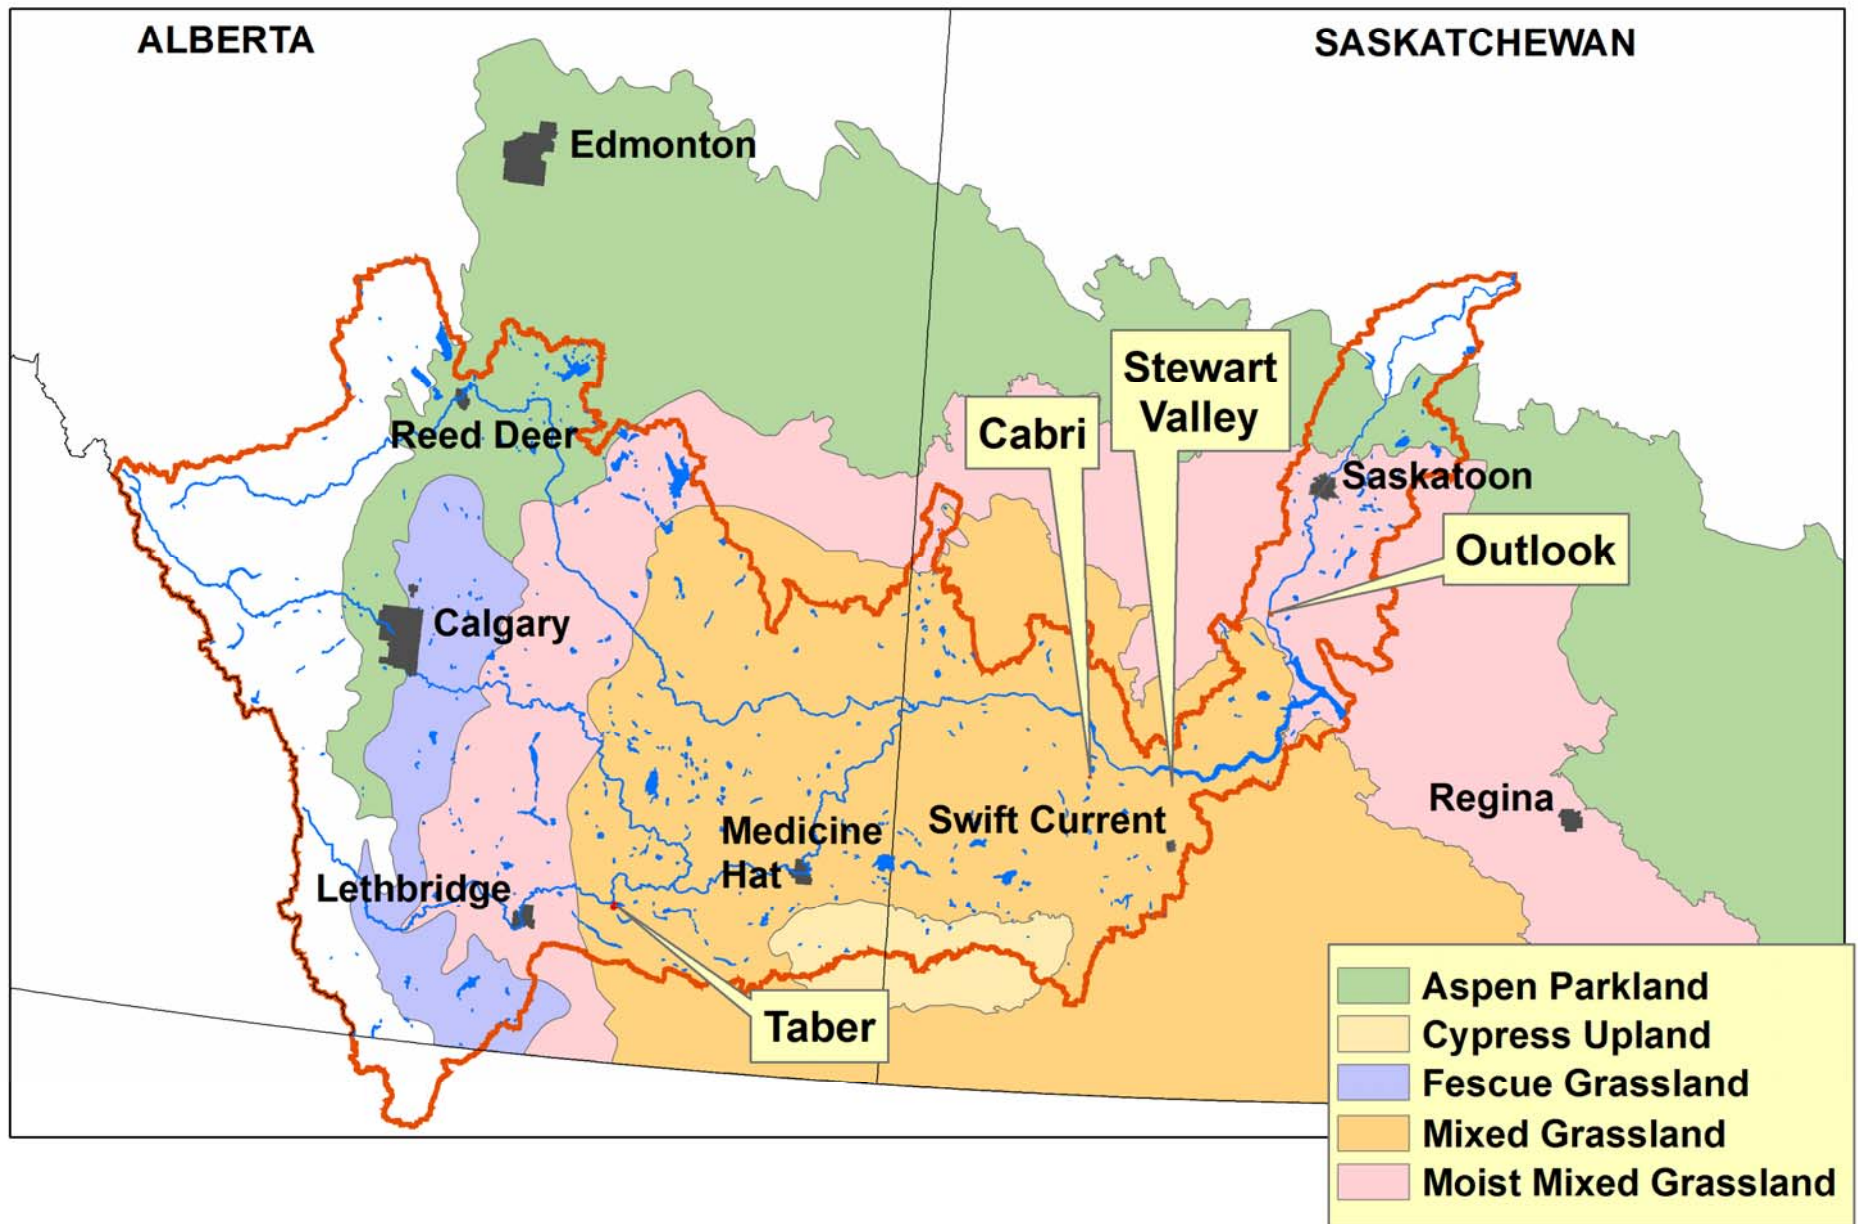 ALBERTA
SASKATCHEWAN
Edmonton
Stewart
Valley
Cabri
Reed Deer
Saskatoon
Outlook
Calgary
Regina
Swift Current
Medicine
Hat
Lethbridge
Taber
Aspen Parkland
Cypress Upland
Fescue Grassland
Mixed Grassland
Moist Mixed Grassland